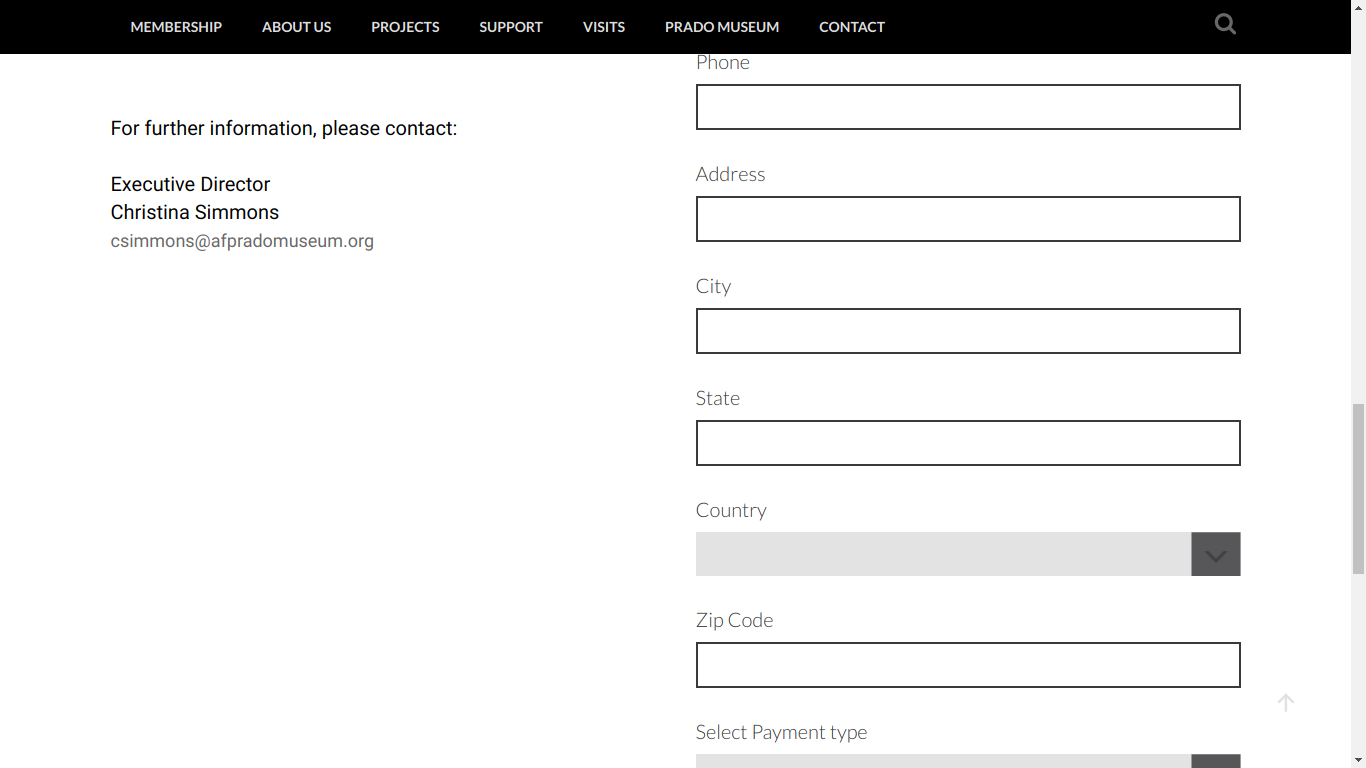 MEMBERSHIP ABOUT US PROJECTS SUPPORT VISITS PRADO MUSEUM CONTACT
For further information, please contact:
Executive Director
Christina Simmons
csimmons@afpradomuseum.org
Phone
Address
City
State
Country
Zip Code
Select Payment type